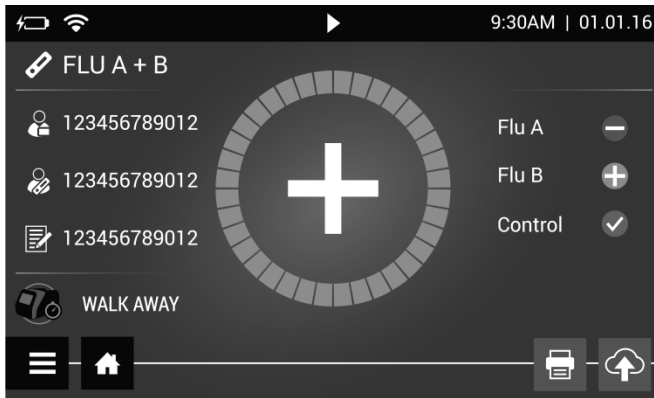 9:30AM | 01.01.16
FLU A + B
123456789012
123456789012
123456789012
WALK AWAY
Flu A
Flu B
Control